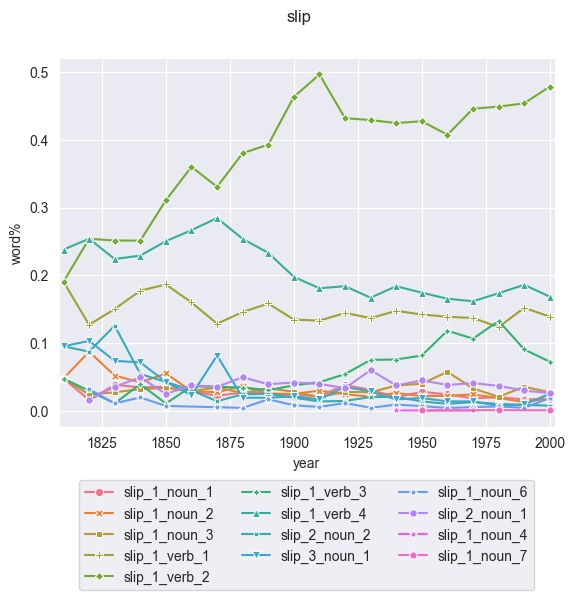 slip
0.5
0.4
0.3
0.2
0.1
0.0
word%
1825 1850 1875 1900 1925 1950 1975 2000
year
slip_1_noun_1 slip_1_verb_3 slip_1_noun_6
slip_1_noun_2 slip_1_verb_4 slip_2_noun_1
slip_1_noun_3 slip_2_noun_2 slip_1_noun_4
slip_1_verb_1 slip_3_noun_1 slip_1_noun_7
slip_1_verb_2